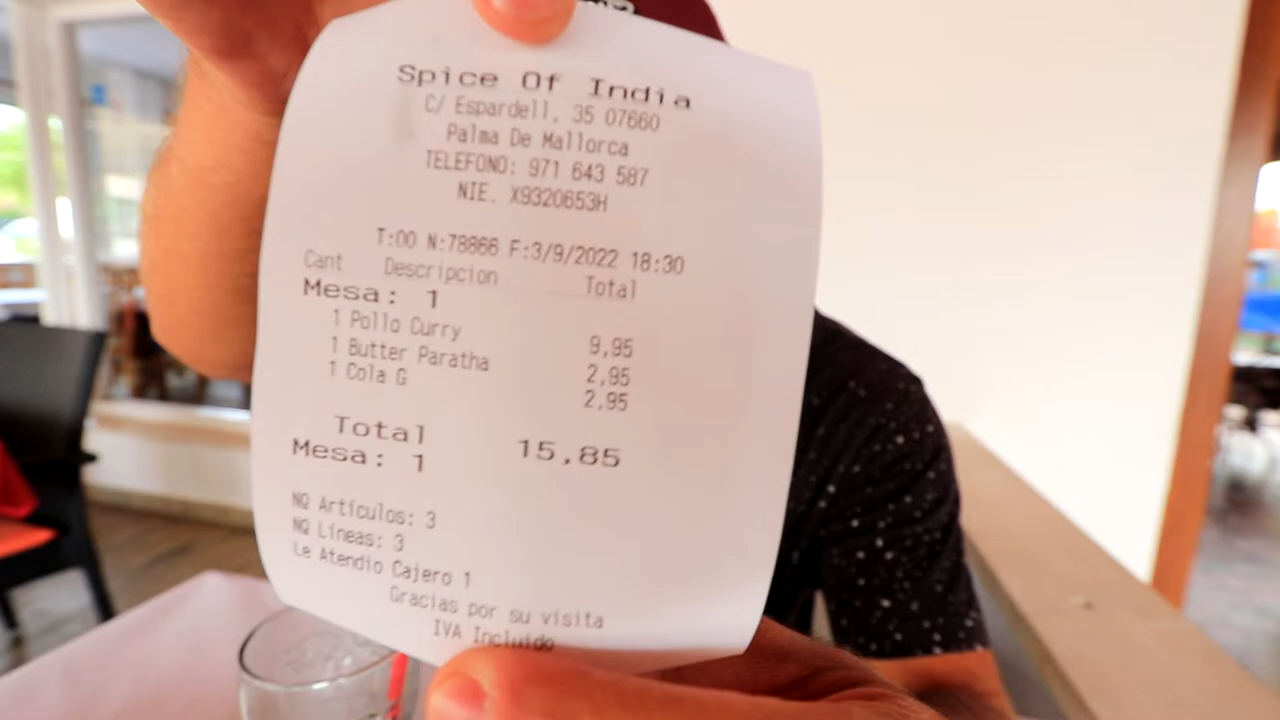 Spice Of India
C/ Espardell, 35 07660
Palma De Mallorca
TELEFONO: 971 643 587
NIE. X9320653H
T:00 N:78866 F:3/9/2022 18:30
Cant Descripcion Total
Mesa: 1
1 Pollo Curry 9,95
1 Butter Paratha 2,95
1 Cola G 2,95
Total 15,85
Mesa: 1
Nº Artículos: 3
Nº Lineas: 3
Le Atendio Cajero 1
Gracias por su visita
IVA Incluido